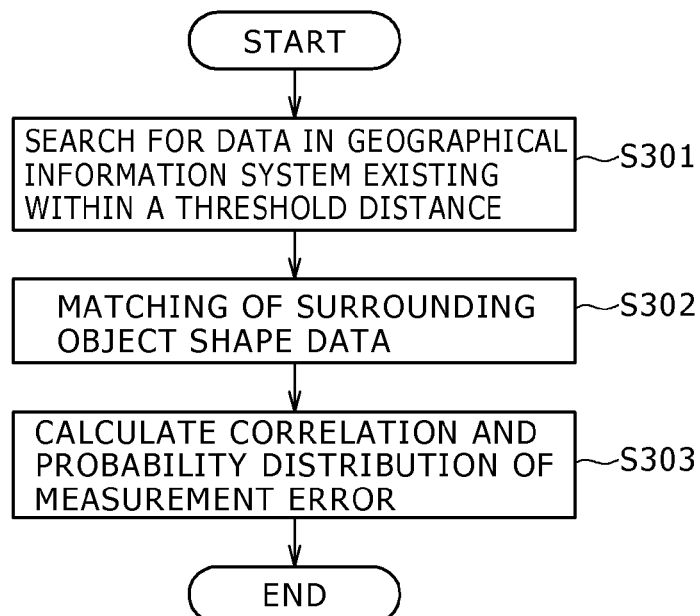 START
SEARCH FOR DATA IN GEOGRAPHICAL
INFORMATION SYSTEM EXISTING
WITHIN A THRESHOLD DISTANCE
S301
MATCHING OF SURROUNDING
OBJECT SHAPE DATA
S302
CALCULATE CORRELATION AND
PROBABILITY DISTRIBUTION OF
MEASUREMENT ERROR
S303
END